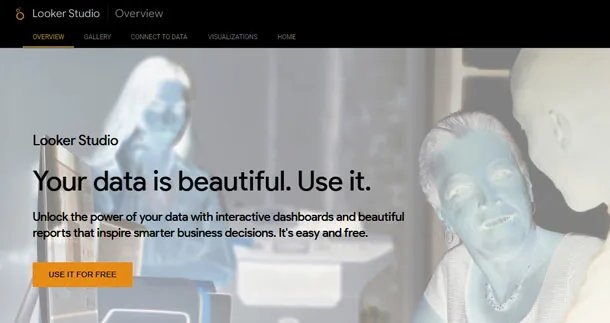 Looker Studio Overview
OVERVIEW GALLERY CONNECT TO DATA VISUALIZATIONS HOME
Looker Studio
Your data is beautiful. Use it.
Unlock the power of your data with interactive dashboards and beautiful
reports that inspire smarter business decisions. It's easy and free.
USE IT FOR FREE